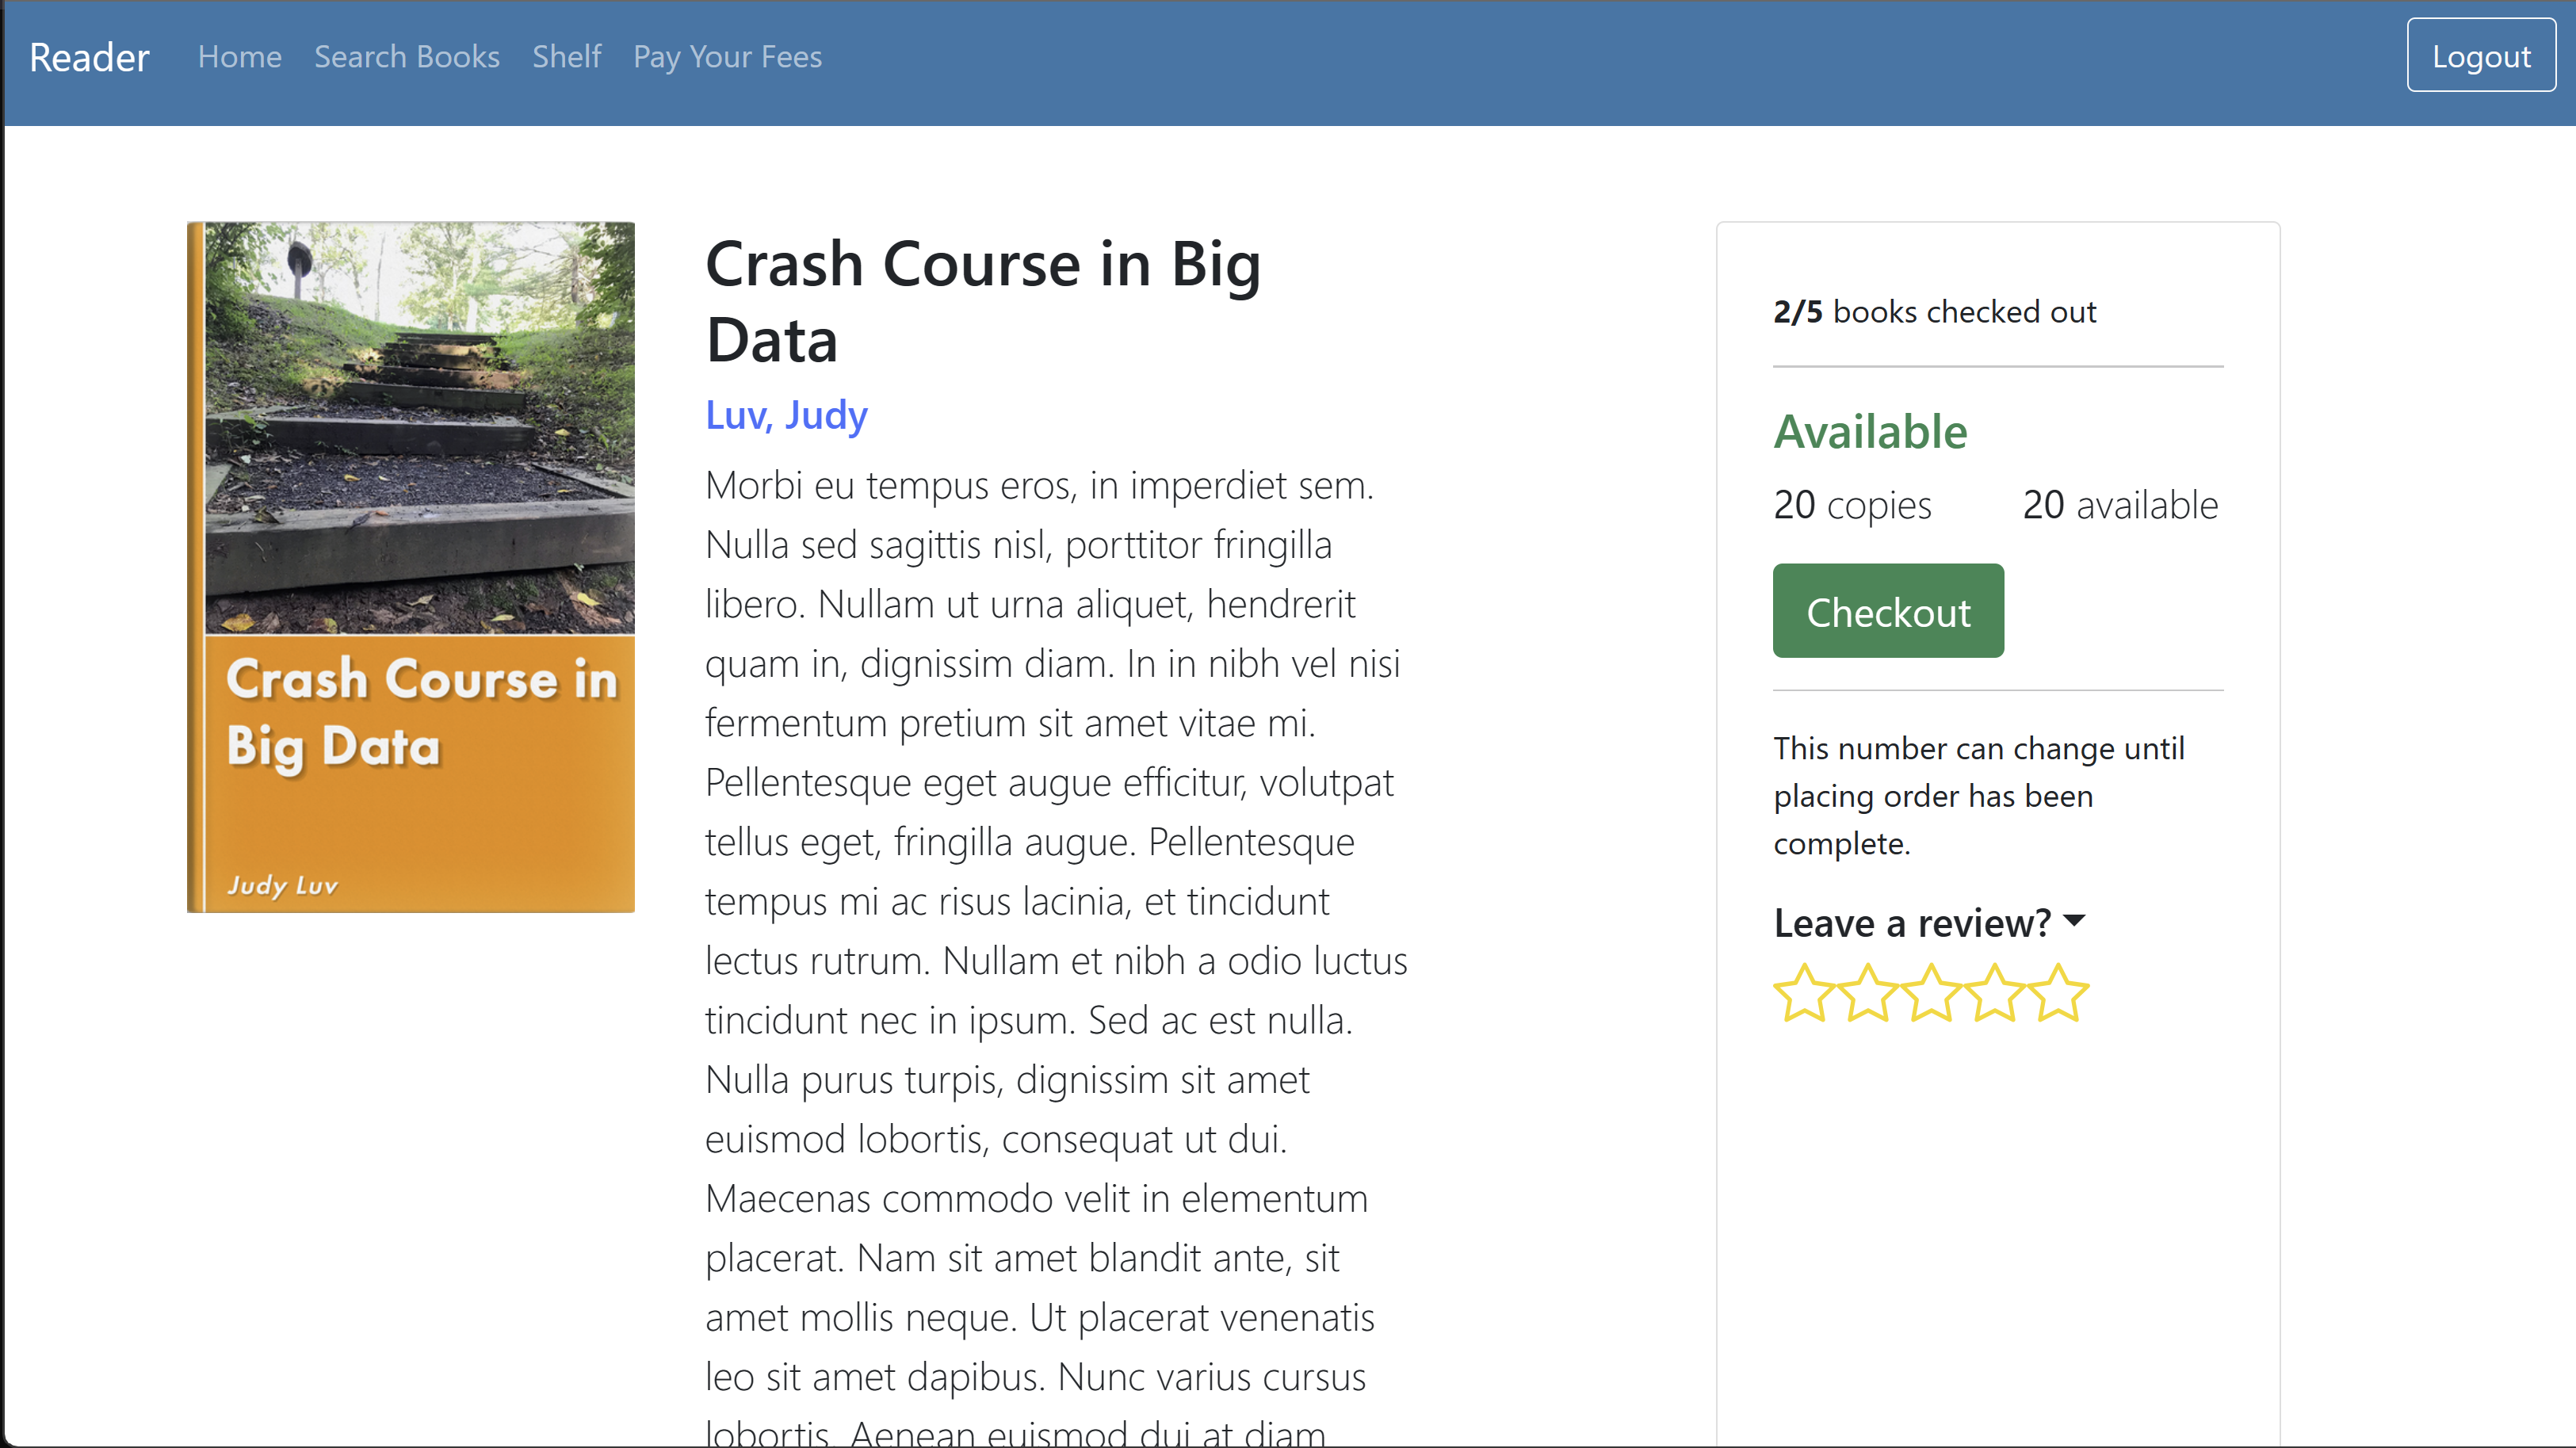 Reader Home Search Books Shelf Pay Your Fees Logout
Crash Course in
Big Data
Judy Luv
Crash Course in Big
Data
Luv, Judy
Morbi eu tempus eros, in imperdiet sem.
Nulla sed sagittis nisl, porttitor fringilla
libero. Nullam ut urna aliquet, hendrerit
quam in, dignissim diam. In in nibh vel nisi
fermentum pretium sit amet vitae mi.
Pellentesque eget augue efficitur, volutpat
tellus eget, fringilla augue. Pellentesque
tempus mi ac risus lacinia, et tincidunt
lectus rutrum. Nullam et nibh a odio luctus
tincidunt nec in ipsum. Sed ac est nulla.
Nulla purus turpis, dignissim sit amet
euismod lobortis, consequat ut dui.
Maecenas commodo velit in elementum
placerat. Nam sit amet blandit ante, sit
amet mollis neque. Ut placerat venenatis
leo sit amet dapibus. Nunc varius cursus
lobortis. Aenean euismod dui at diam
2/5 books checked out
Available
20 copies 20 available
Checkout
This number can change until
placing order has been
complete.
Leave a review?